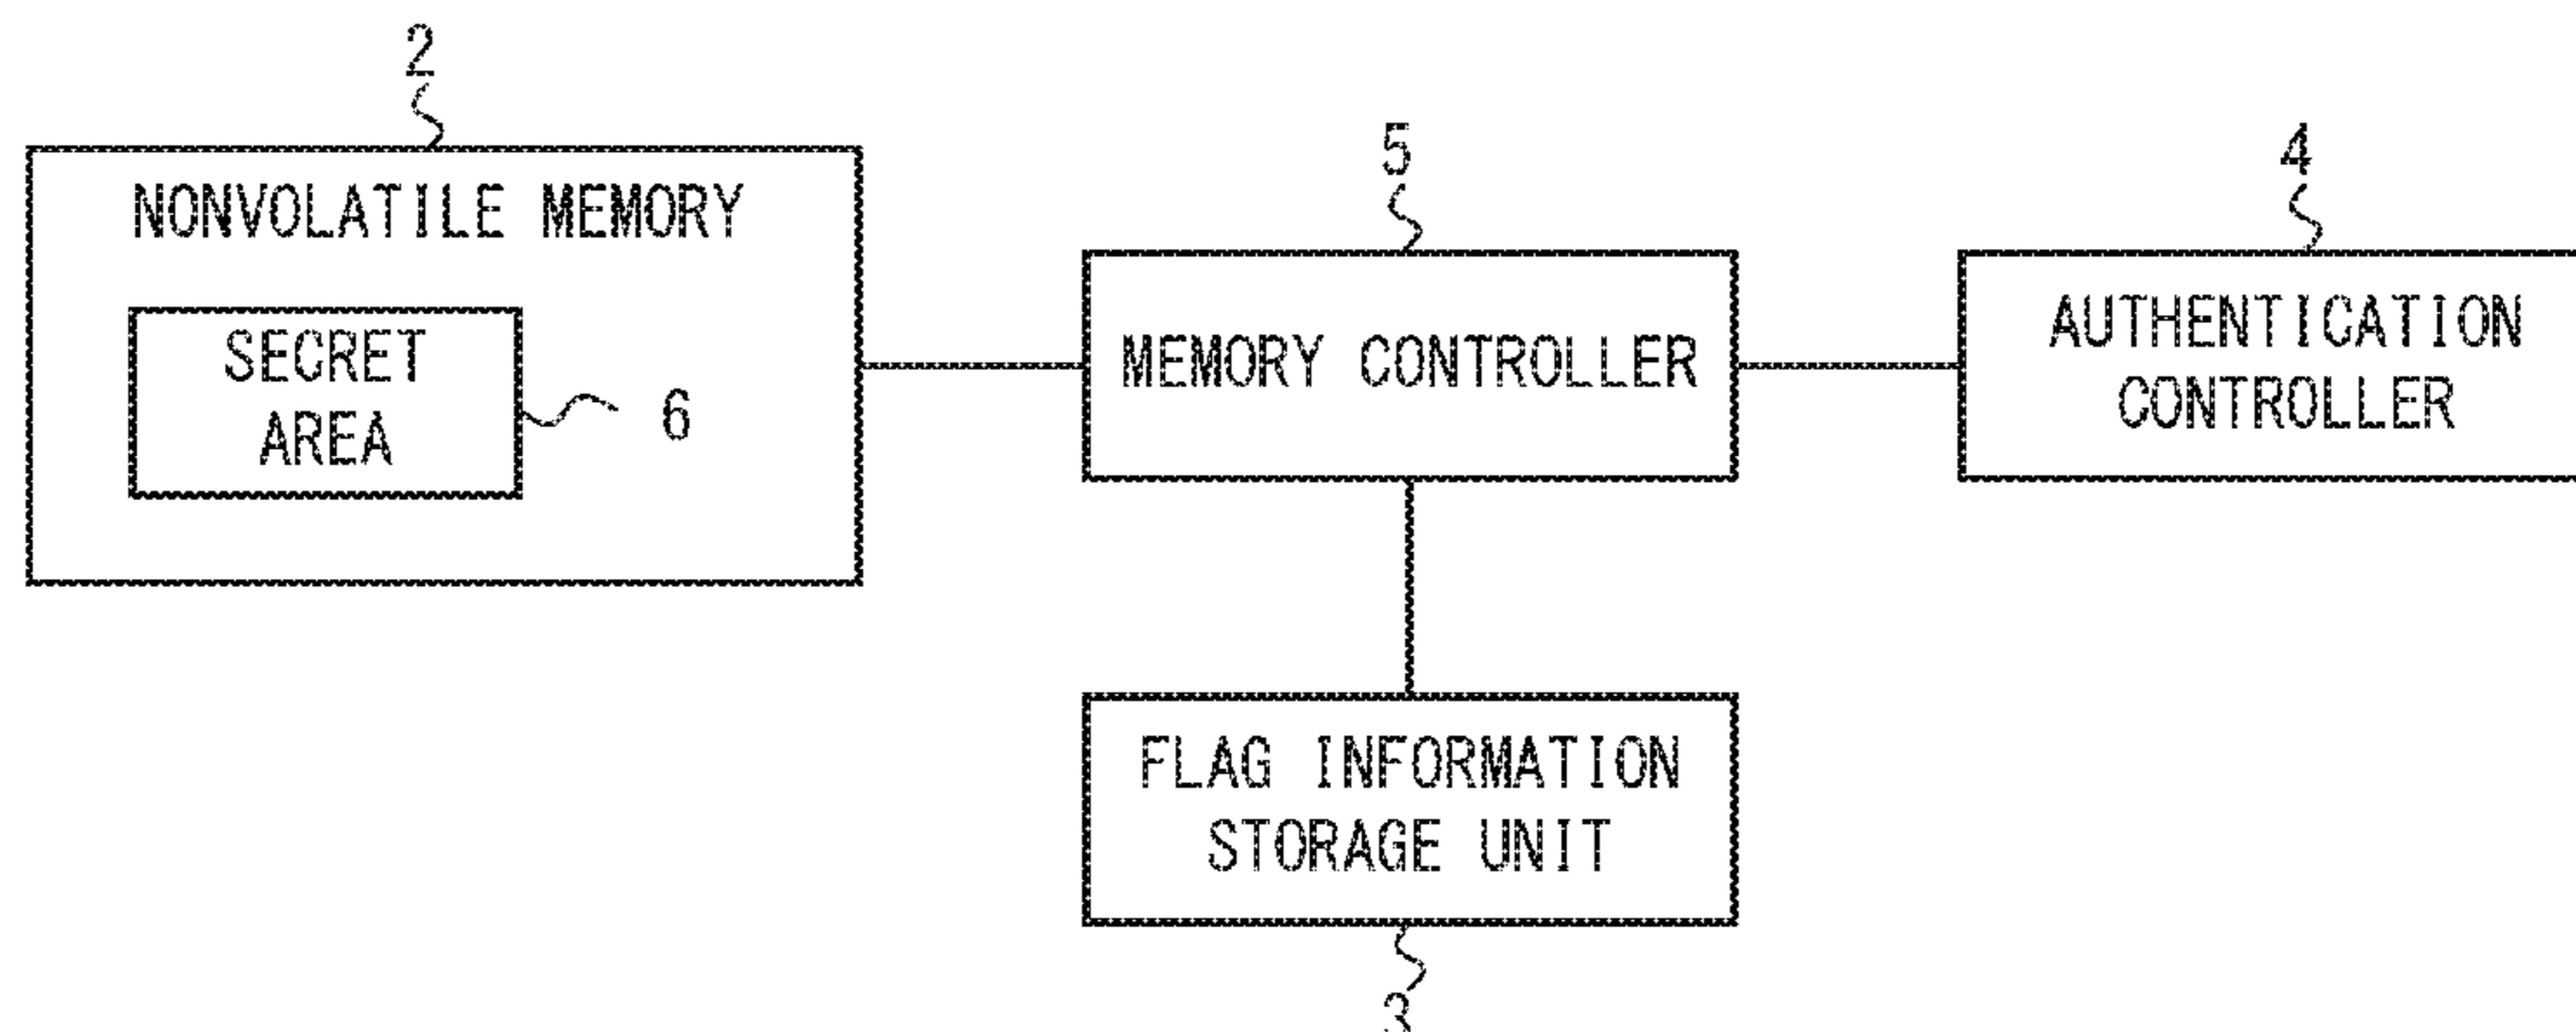 2
NONVOLATILE MEMORY
SECRET
AREA
6
5
MEMORY CONTROLLER
4
AUTHENTICATION
CONTROLLER
FLAG INFORMATION
STORAGE UNIT
3